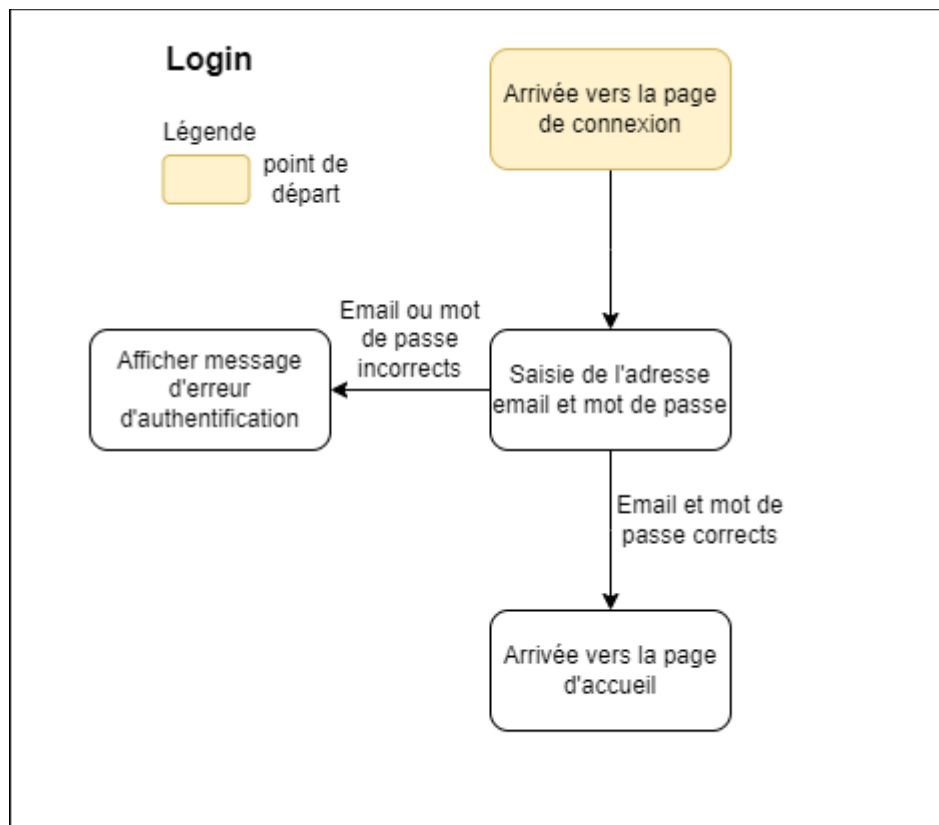 Login
Légende
point de
départ
Arrivée vers la page
de connexion
Email ou mot
de passe
incorrects
Afficher message
d'erreur
d'authentification
Saisie de l'adresse
email et mot de passe
Email et mot de
passe corrects
Arrivée vers la page
d'accueil